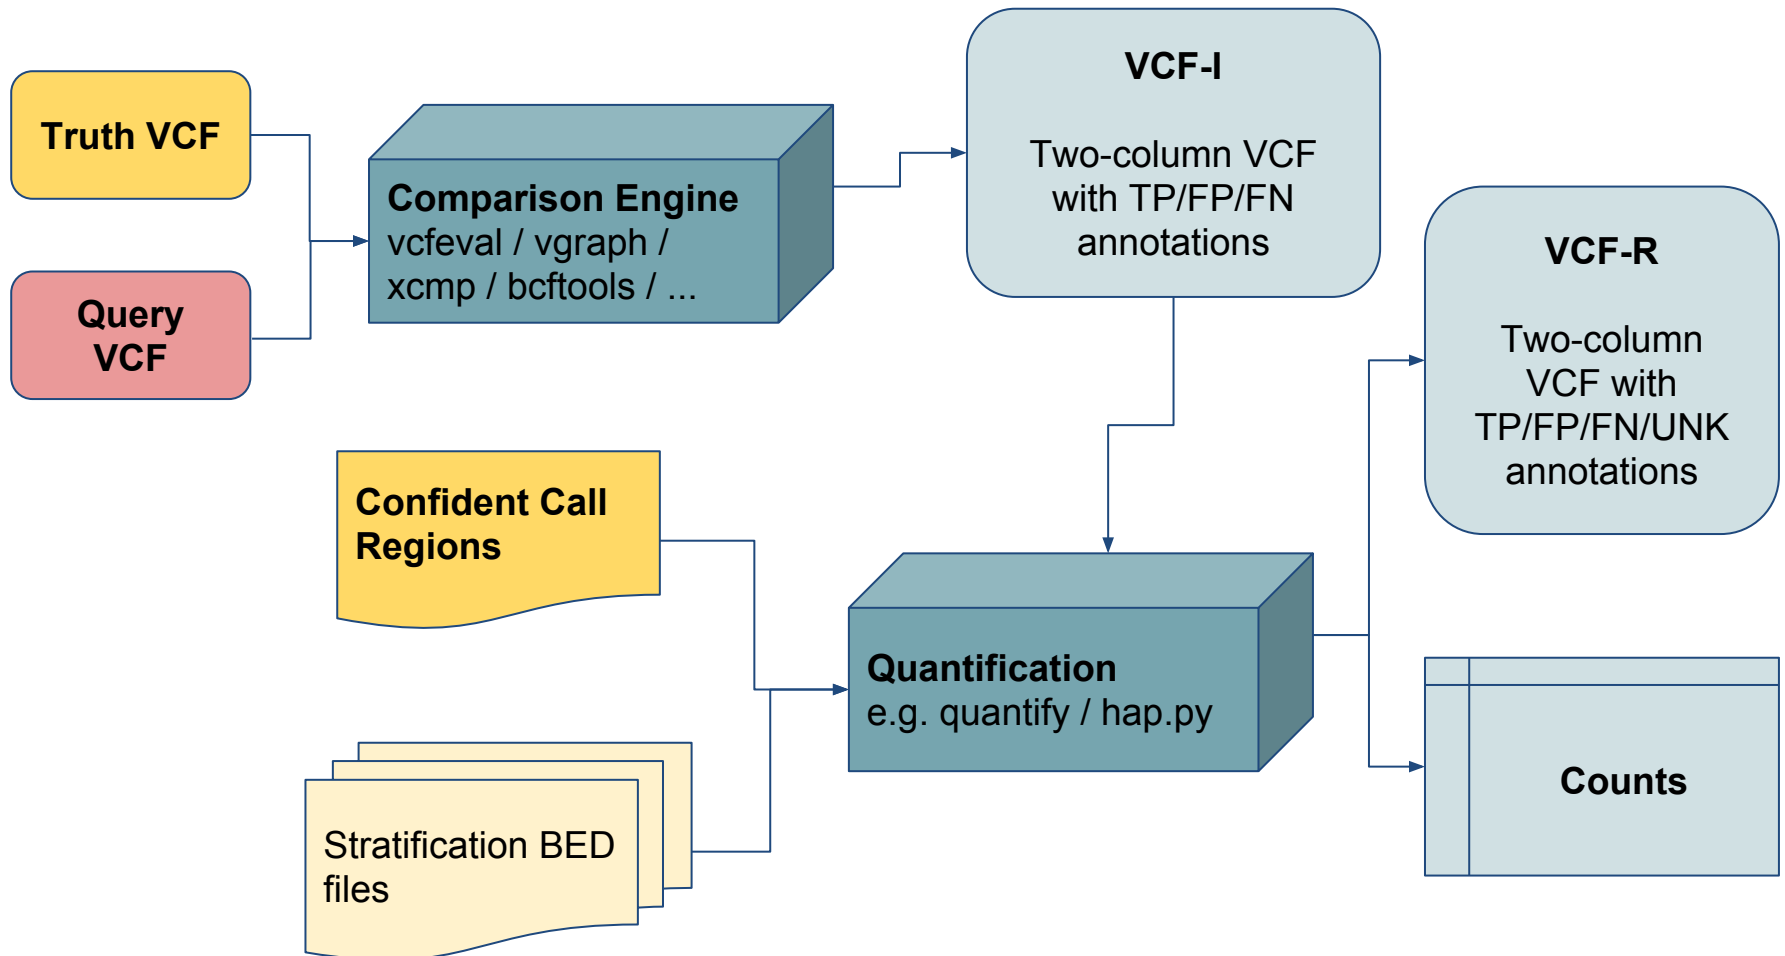 Truth VCF
Query
VCF
Comparison Engine
vcfeval / vgraph /
xcmp / bcftools / ...
VCF-I
Two-column VCF
with TP/FP/FN
annotations
VCF-R
Two-column
VCF with
TP/FP/FN/UNK
annotations
Confident Call
Regions
Stratification BED
files
Quantification
e.g. quantify / hap.py
Counts